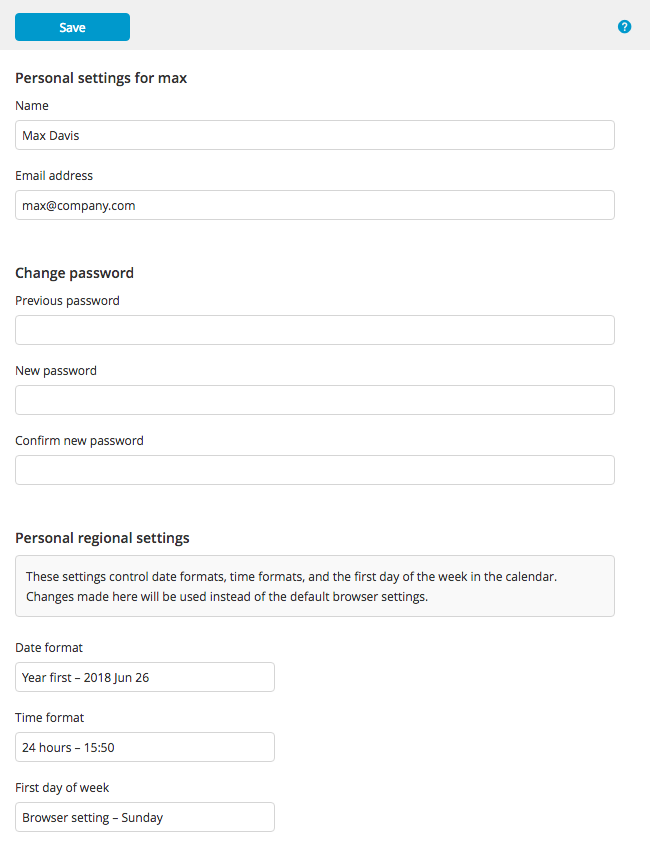 Save
?
Personal settings for max
Name
Max Davis
Email address
max@company.com
Change password
Previous password
New password
Confirm new password
Personal regional settings
These settings control date formats, time formats, and the first day of the week in the calendar.
Changes made here will be used instead of the default browser settings.
Date format
Year first – 2018 Jun 26
Time format
24 hours – 15:50
First day of week
Browser setting – Sunday